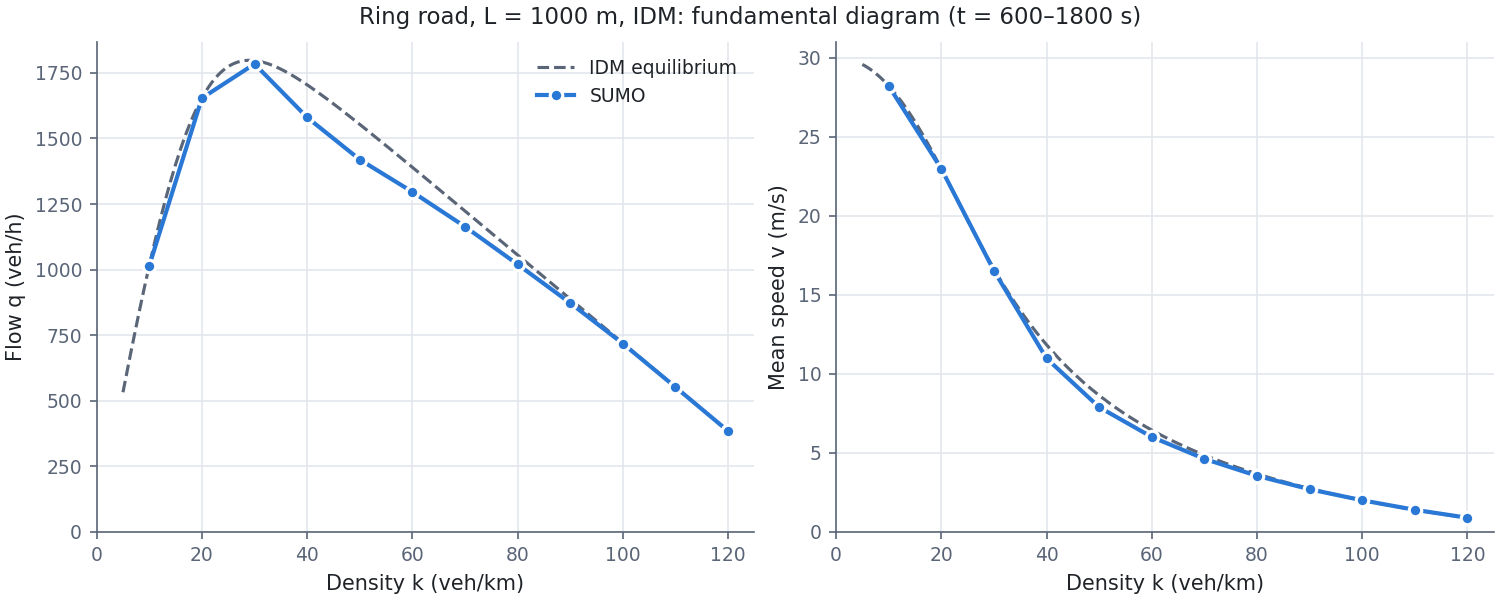 Ring road, L = 1000 m, IDM: fundamental diagram (t = 600–1800 s)
Flow q (veh/h)
1750
1500
1250
1000
750
500
250
0
0 20 40 60 80 100 120
Density k (veh/km)
IDM equilibrium
SUMO
Mean speed v (m/s)
30
25
20
15
10
5
0
0 20 40 60 80 100 120
Density k (veh/km)